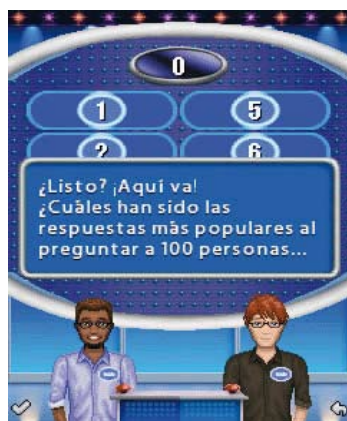 0
1 5
2 6
¿Listo? ¡Aquí va!
¿Cuáles han sido las
respuestas más populares al
preguntar a 100 personas...